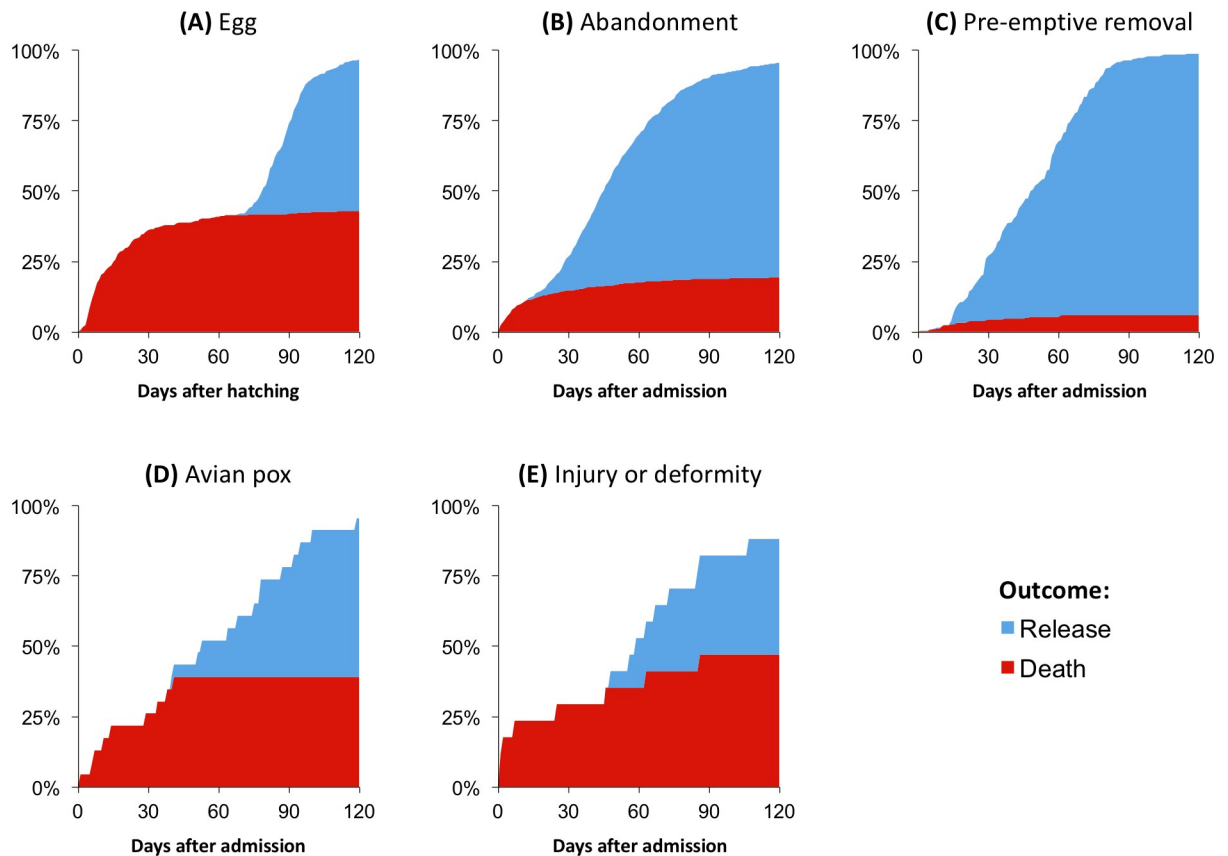 (A) Egg
100%
75%
50%
25%
0%
0 30 60 90 120
Days after hatching
(B) Abandonment
100%
75%
50%
25%
0%
0 30 60 90 120
Days after admission
(C) Pre-emptive removal
100%
75%
50%
25%
0%
0 30 60 90 120
Days after admission
(D) Avian pox
100%
75%
50%
25%
0%
0 30 60 90 120
Days after admission
(E) Injury or deformity
100%
75%
50%
25%
0%
0 30 60 90 120
Days after admission
Outcome:
Release
Death